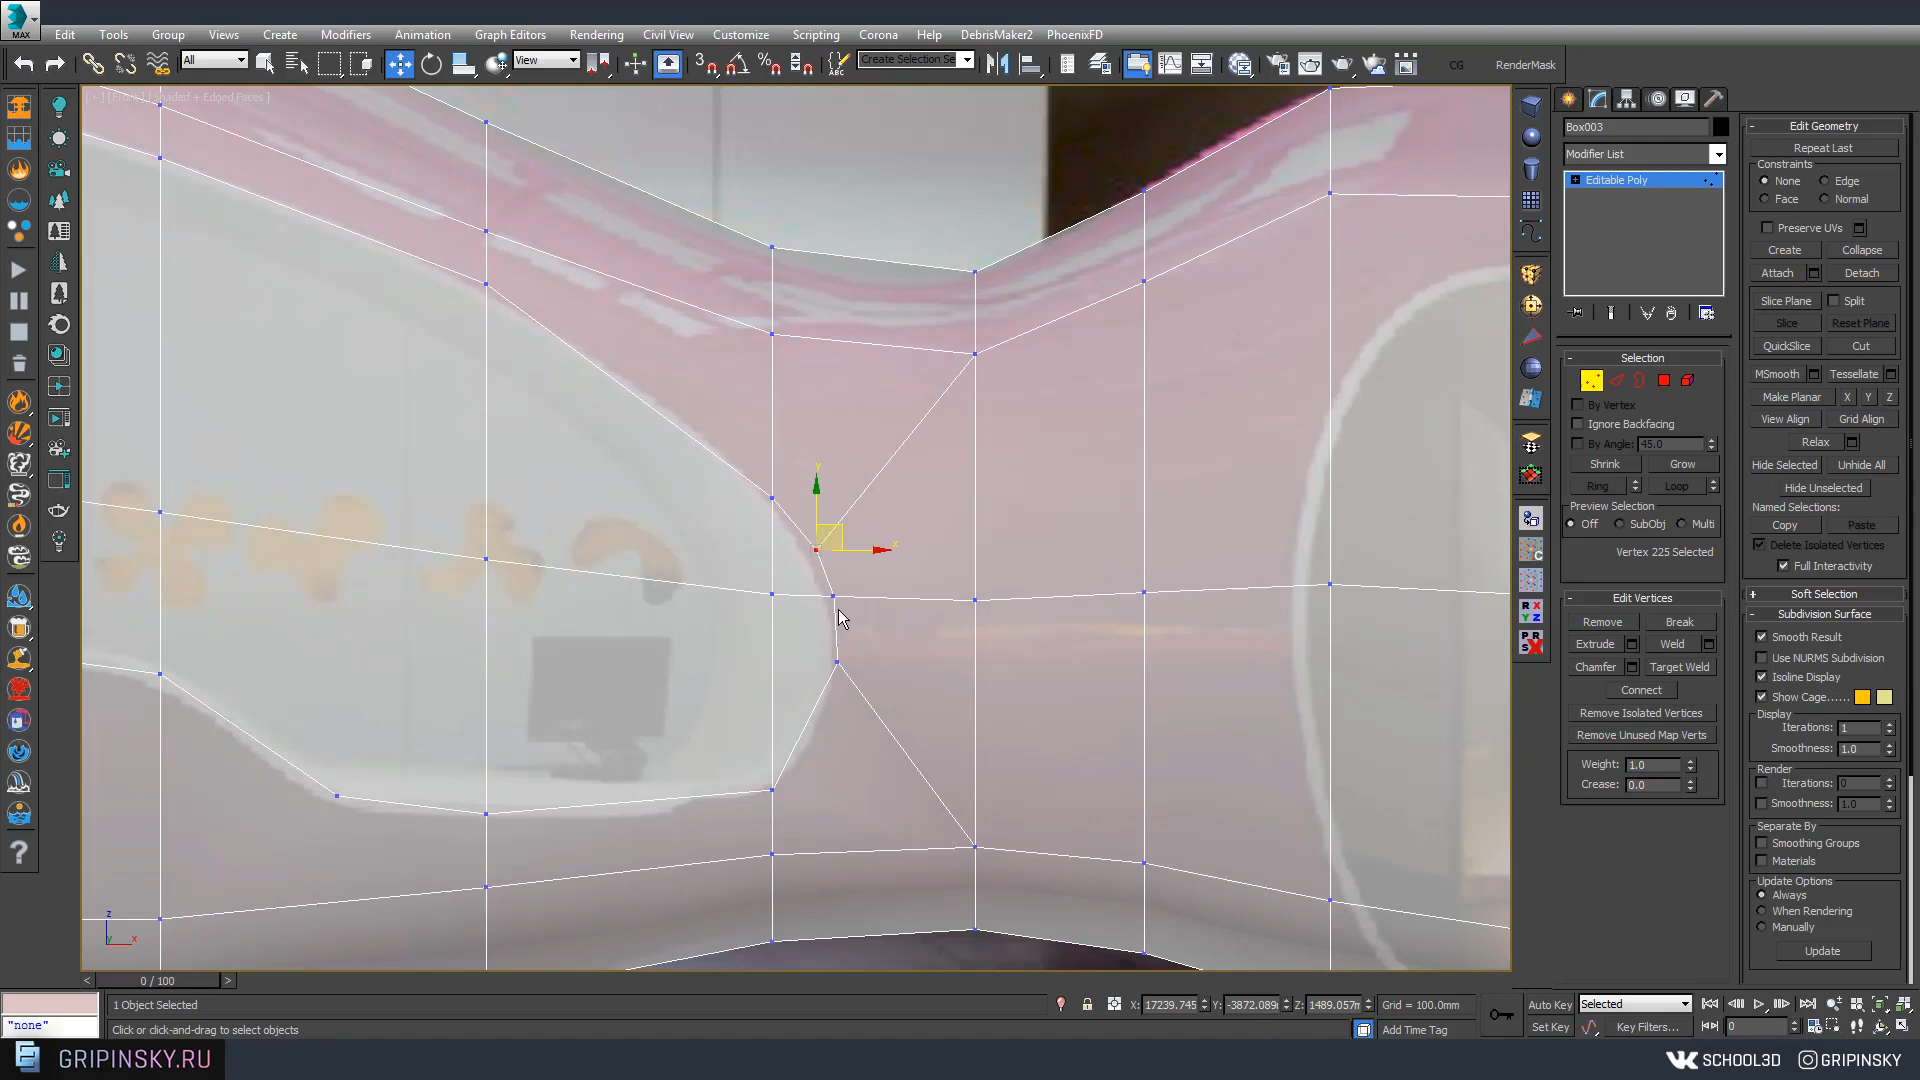 MAX
Edit Tools Group Views Create Modifiers Animation Graph Editors Rendering Civil View Customize Scripting Corona Help DebrisMaker2 PhoenixFD
All View 3 ABC Create Selection Se CG RenderMask
Box003
Modifier List
Editable Poly
Selection
By Vertex
Ignore Backfacing
By Angle: 45.0
Shrink Grow
Ring Loop
Preview Selection
Off SubObj Multi
Vertex 225 Selected
Edit Vertices
Remove Break
Extrude Weld
Chamfer Target Weld
Connect
Remove Isolated Vertices
Remove Unused Map Verts
Weight: 1.0
Crease: 0.0
Edit Geometry
Repeat Last
Constraints
None Edge
Face Normal
Preserve UVs
Create Collapse
Attach Detach
Slice Plane Split
Slice Reset Plane
QuickSlice Cut
MSmooth Tessellate
Make Planar X Y Z
View Align Grid Align
Relax
Hide Selected Unhide All
Hide Unselected
Named Selections:
Copy Paste
Delete Isolated Vertices
Full Interactivity
Soft Selection
Subdivision Surface
Smooth Result
Use NURMS Subdivision
Isoline Display
Show Cage......
Display
Iterations: 1
Smoothness: 1.0
Render
Iterations: 0
Smoothness: 1.0
Separate By
Smoothing Groups
Materials
Update Options
Always
When Rendering
Manually
Update
y
x
z
x
0 / 100
1 Object Selected
X: 17239.745 Y: -3872.089 Z: 1489.057m Grid = 100.0mm
Auto Key Selected
"none"
Click or click-and-drag to select objects
Add Time Tag
Set Key Key Filters... 0
GRIPINSKY.RU
SCHOOL3D GRIPINSKY